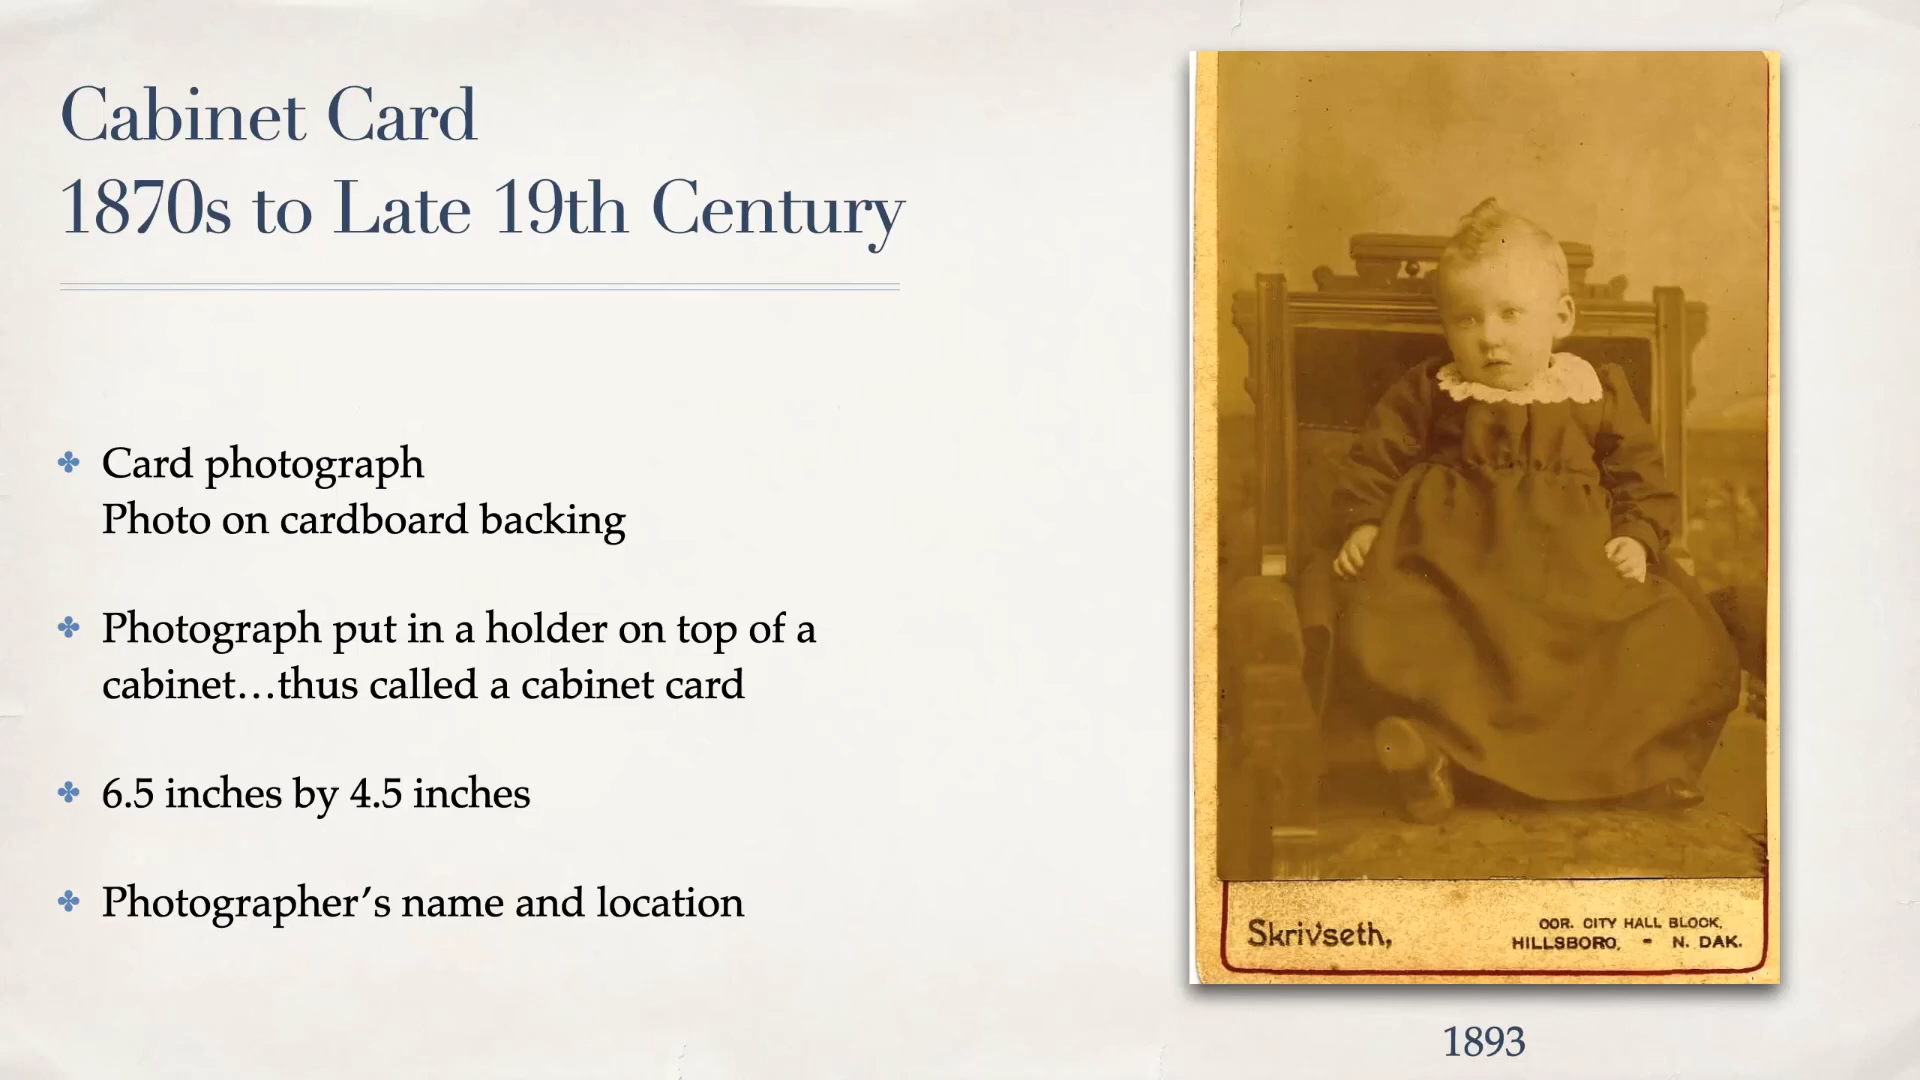 Cabinet Card
1870s to Late 19th Century
Card photograph
Photo on cardboard backing
Photograph put in a holder on top of a
cabinet…thus called a cabinet card
6.5 inches by 4.5 inches
Photographer’s name and location
Skrivseth,
COR. CITY HALL BLOCK,
HILLSBORO, - N. DAK.
1893